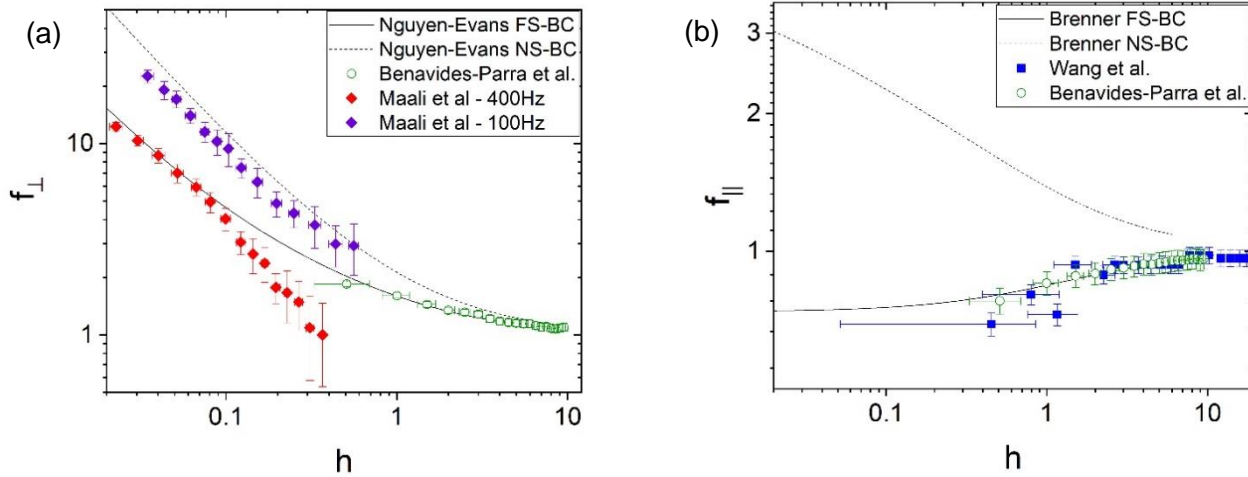 (a)
Nguyen-Evans FS-BC
Nguyen-Evans NS-BC
Benavides-Parra et al.
Maali et al - 400Hz
Maali et al - 100Hz
10
1
f⊥
0.1
1
10
h
(b)
Brenner FS-BC
Brenner NS-BC
Wang et al.
Benavides-Parra et al.
3
2
1
f||
0.1
1
10
h